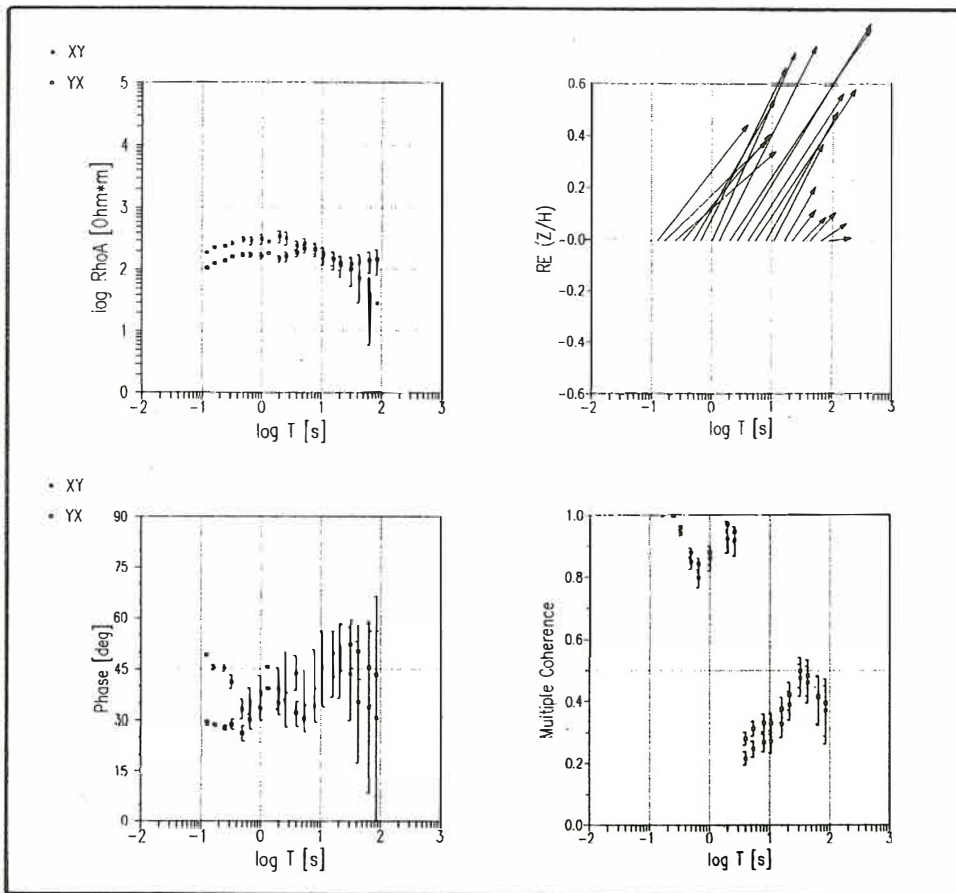 XY
YX
5
4
3
2
1
0
log RhoA [Ohm*m]
-2 -1 0 1 2 3
log T [s]
0.6
0.4
0.2
-0.0
-0.2
-0.4
-0.6
RE (Z/H)
-2 -1 0 1 2 3
log T [s]
XY
YX
90
75
60
45
30
15
0
Phase [deg]
-2 -1 0 1 2 3
log T [s]
1.0
0.8
0.6
0.4
0.2
0.0
Multiple Coherence
-2 -1 0 1 2 3
log T [s]